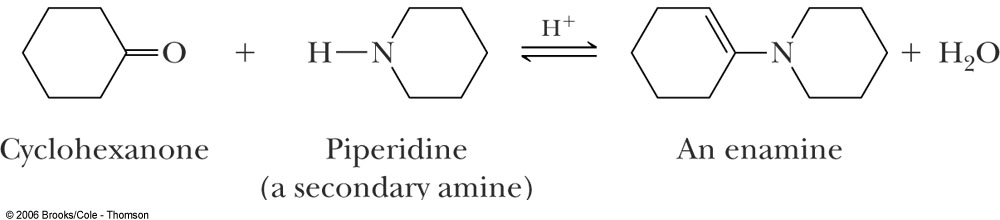 O + H—N H⁺ N + H₂O
Cyclohexanone Piperidine An enamine
(a secondary amine)
© 2006 Brooks/Cole - Thomson